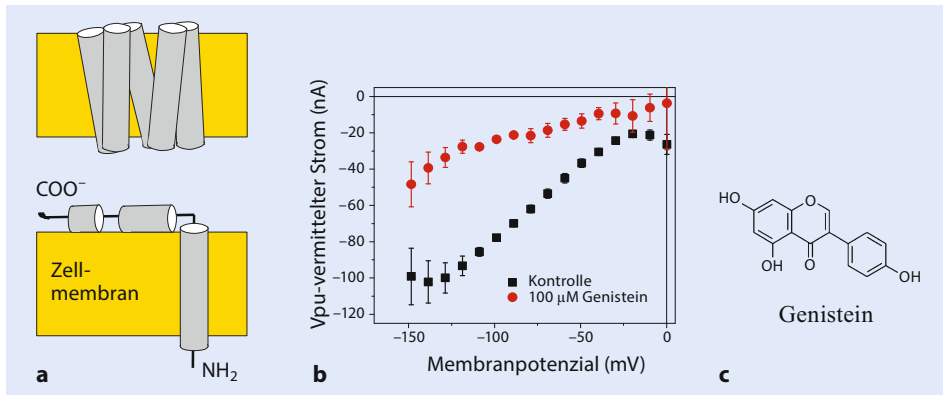 COO⁻
Zell-
membran
NH₂
a
Vpu-vermittelter Strom (nA)
0
−20
−40
−60
−80
−100
−120
Kontrolle
100 µM Genistein
−150
−100
−50
0
Membranpotenzial (mV)
b
HO
O
OH
O
OH
Genistein
c